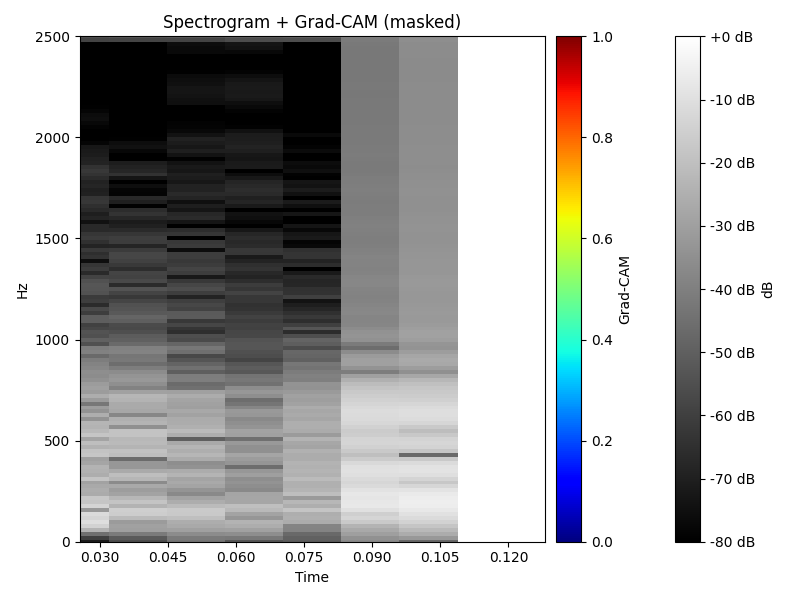 Spectrogram + Grad-CAM (masked)
2500
2000
1500
1000
500
0
Hz
0.030
0.045
0.060
0.075
0.090
0.105
0.120
Time
1.0
0.8
0.6
0.4
0.2
0.0
Grad-CAM
+0 dB
-10 dB
-20 dB
-30 dB
-40 dB
-50 dB
-60 dB
-70 dB
-80 dB
dB